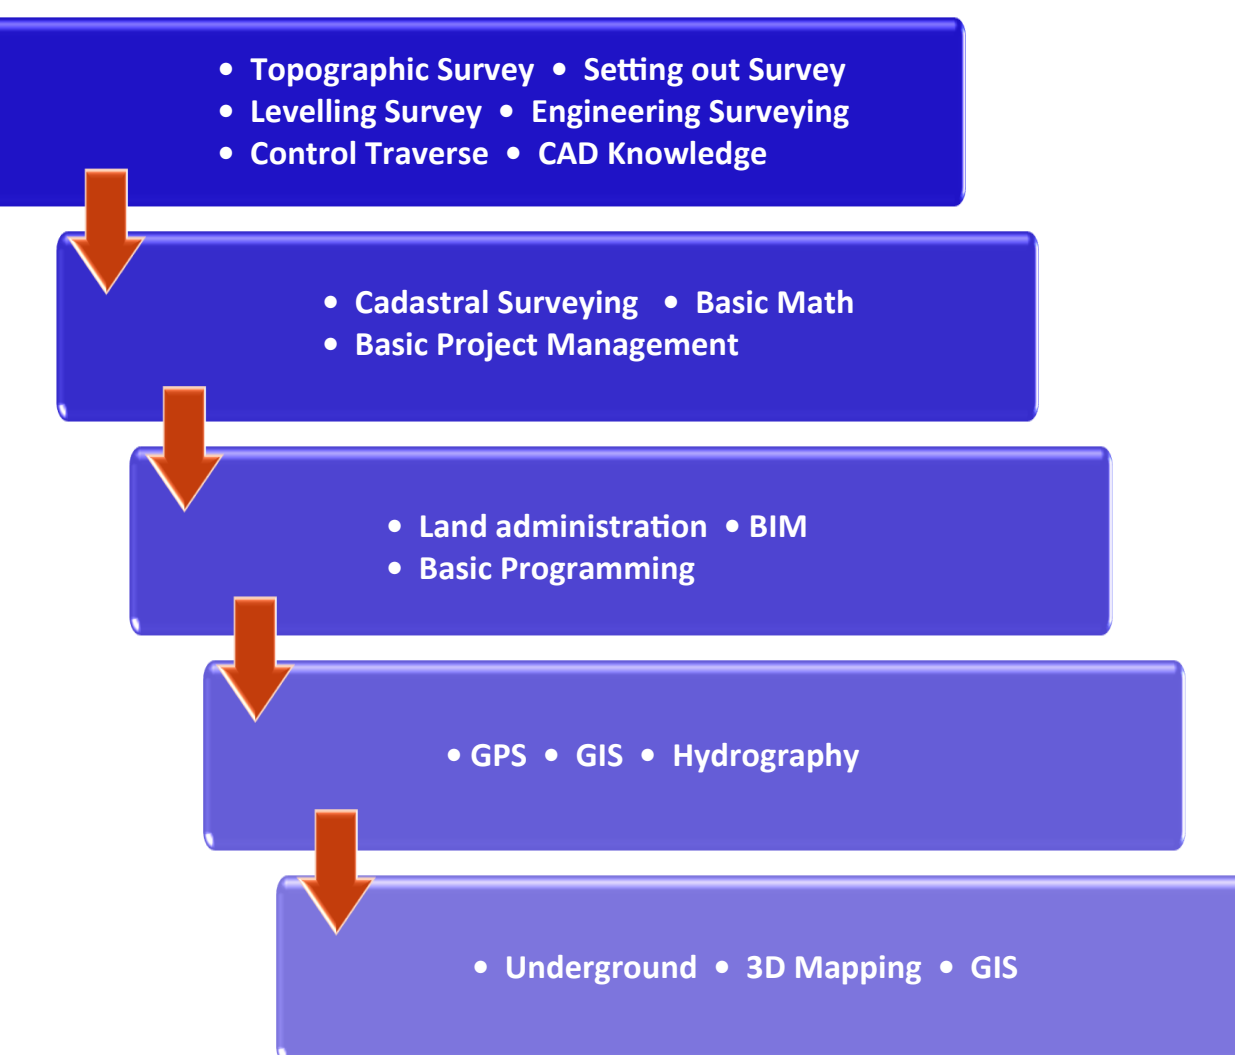 • Topographic Survey • Setting out Survey
• Levelling Survey • Engineering Surveying
• Control Traverse • CAD Knowledge
• Cadastral Surveying • Basic Math
• Basic Project Management
• Land administration • BIM
• Basic Programming
• GPS • GIS • Hydrography
• Underground • 3D Mapping • GIS